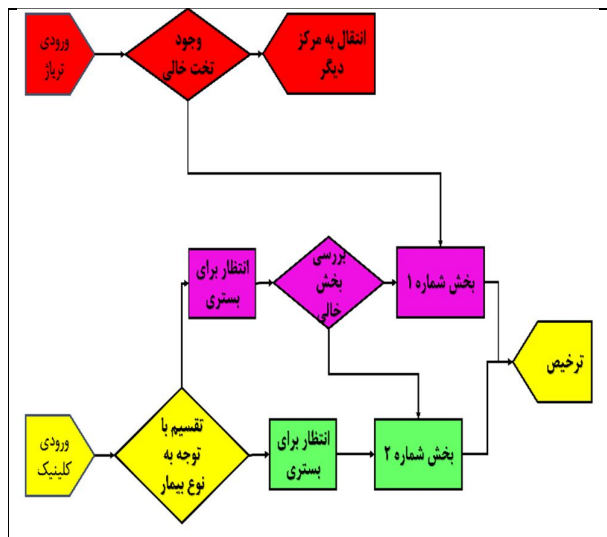 ورودی
تریاژ
وجود
تخت خالی
انتقال به مرکز
دیگر
انتظار برای
بستری
بررسی
بخش
خالی
بخش شماره ۱
ترخیص
ورودی
کلینیک
تقسیم با
توجه به
نوع بیمار
انتظار برای
بستری
بخش شماره ۲